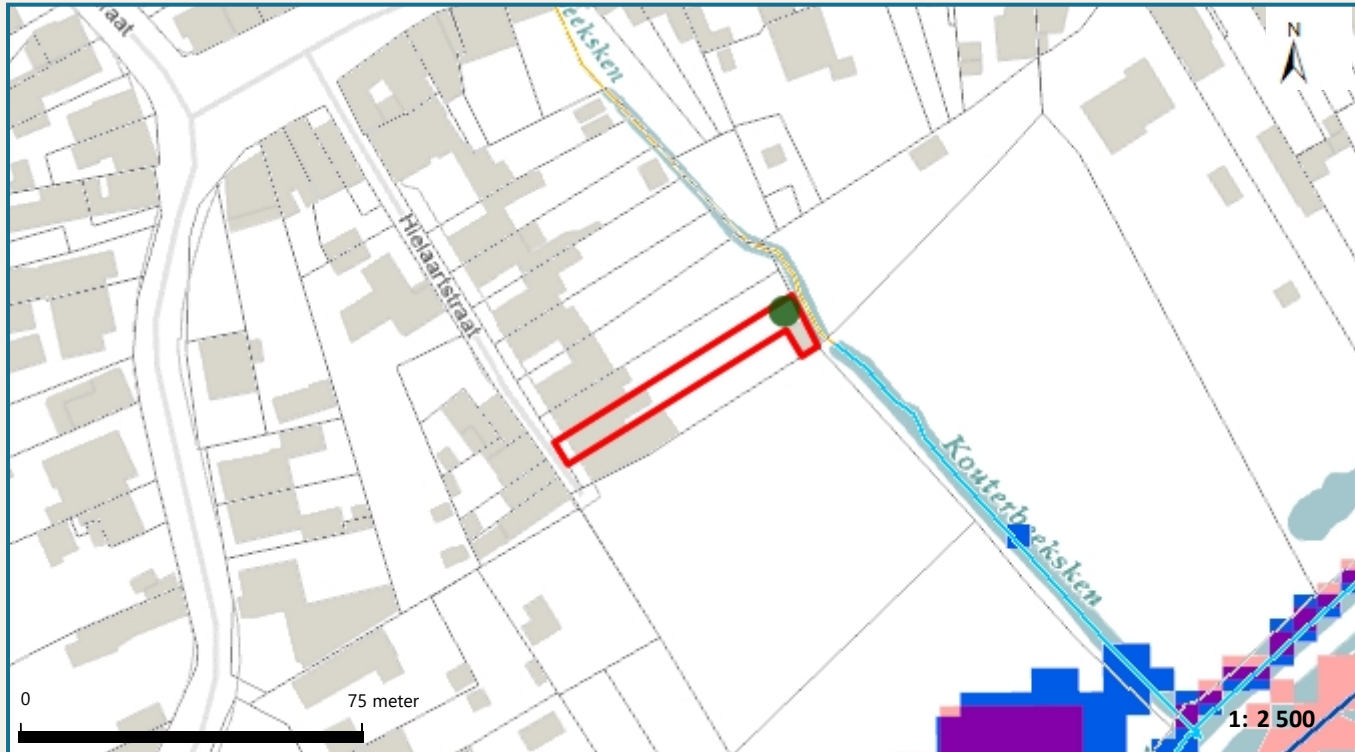 raat
eeksken
N
Hielaartstraat
Kouterbeeksken
0
75 meter
1: 2 500